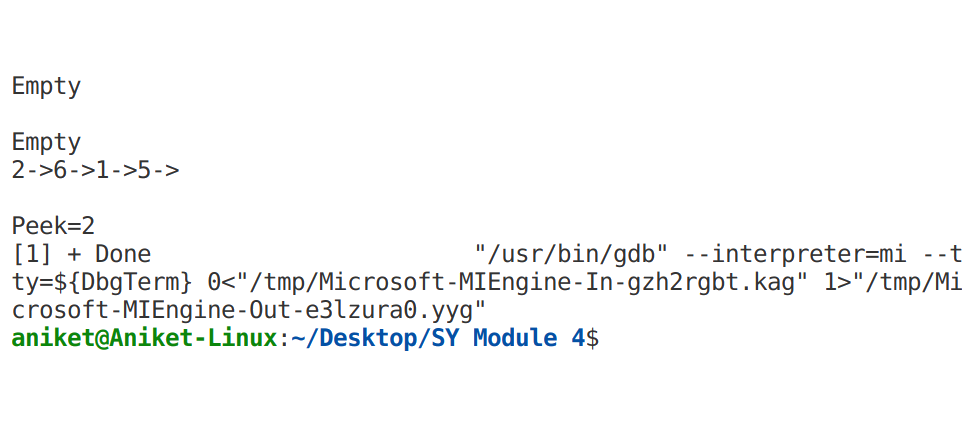 Empty
Empty
2->6->1->5->
Peek=2
[1] + Done                       "/usr/bin/gdb" --interpreter=mi --t
ty=${DbgTerm} 0<"/tmp/Microsoft-MIEngine-In-gzh2rgbt.kag" 1>"/tmp/Mi
crosoft-MIEngine-Out-e3lzura0.yyg"
aniket@Aniket-Linux:~/Desktop/SY Module 4$